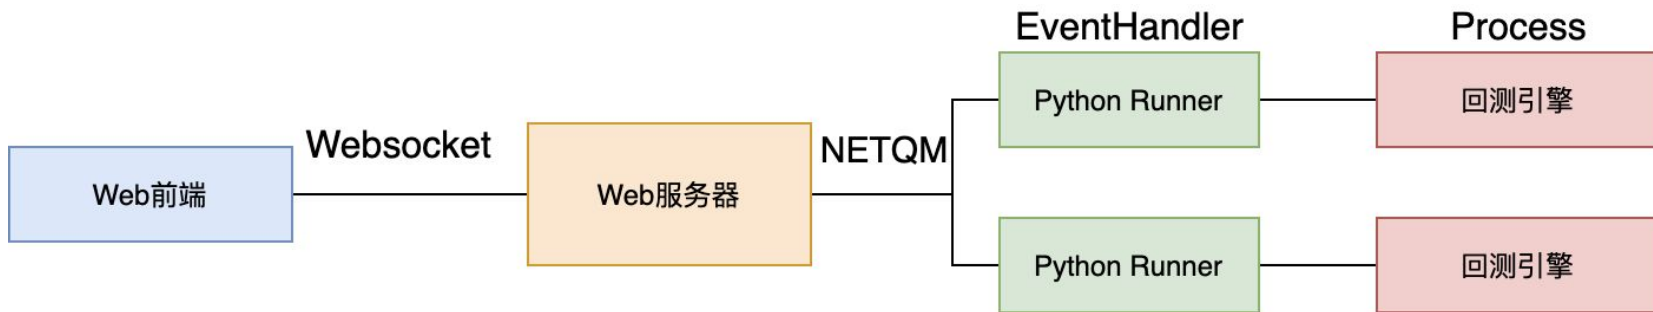 EventHandler
Process
Python Runner
回测引擎
Websocket
NETQM
Web前端
Web服务器
Python Runner
回测引擎